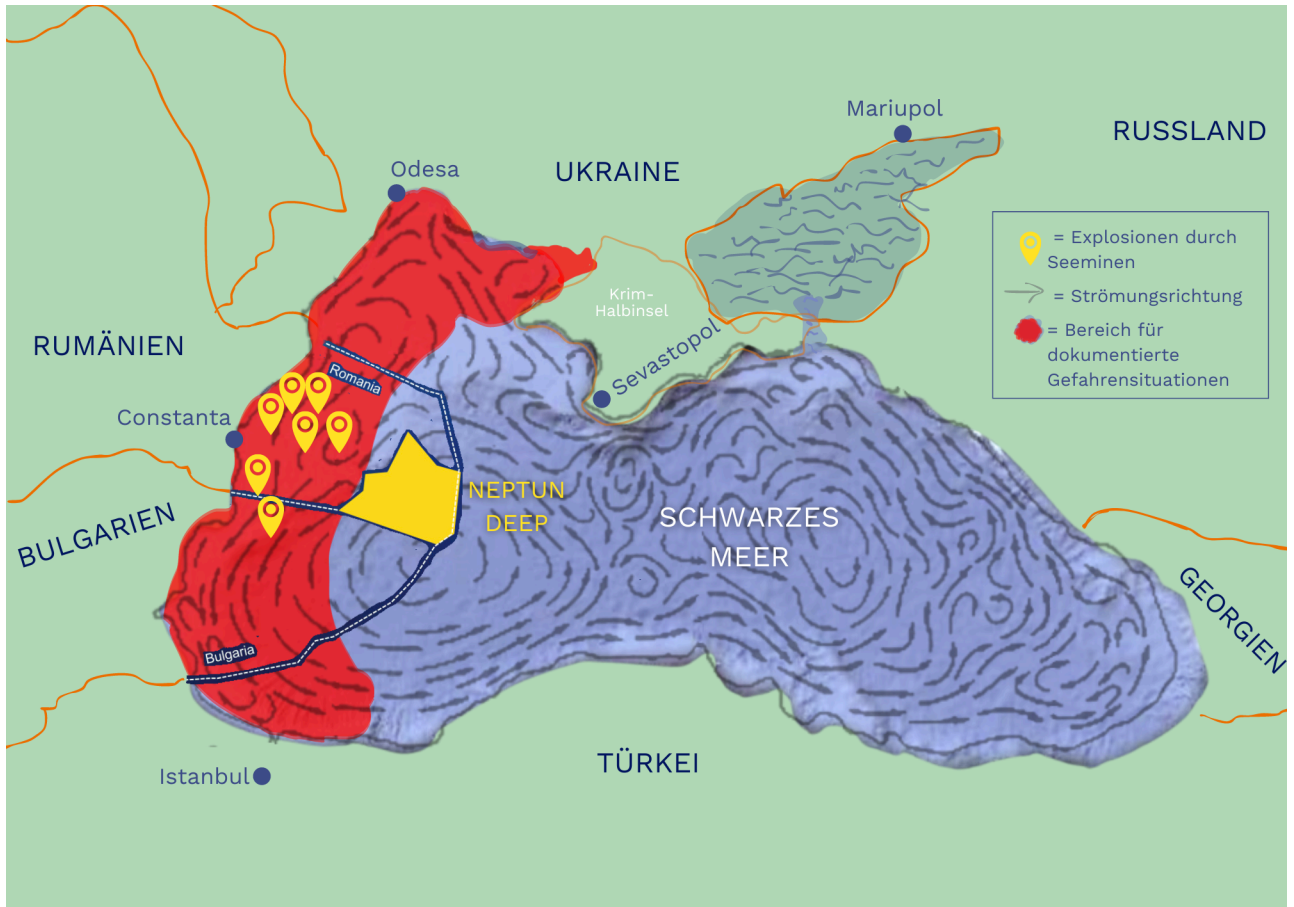 Mariupol
RUSSLAND
Odesa
UKRAINE
= Explosionen durch
Seeminen
= Strömungsrichtung
= Bereich für
dokumentierte
Gefahrensituationen
Krim-
Halbinsel
RUMÄNIEN
Romania
Sevastopol
Constanta
NEPTUN
DEEP
SCHWARZES
MEER
BULGARIEN
GEORGIEN
Bulgaria
TÜRKEI
Istanbul